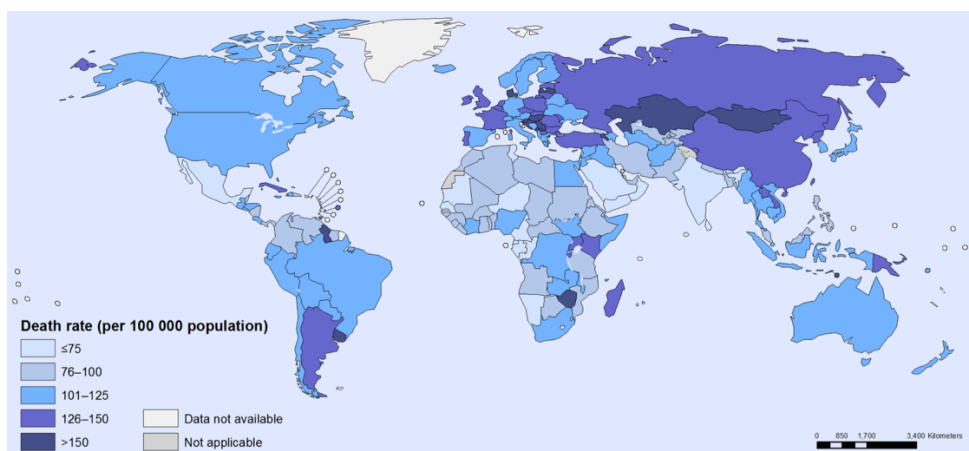 Death rate (per 100 000 population)
≤75
76–100
101–125
126–150
>150
Data not available
Not applicable
0 850 1,700 3,400 Kilometers